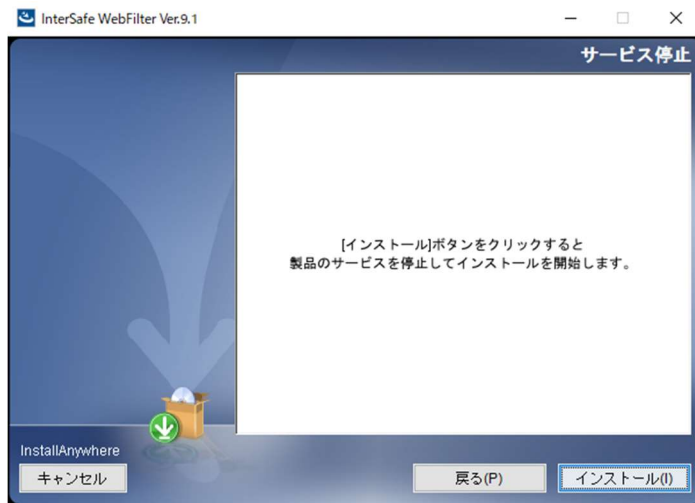 InterSafe WebFilter Ver.9.1
サービス停止
[インストール]ボタンをクリックすると
製品のサービスを停止してインストールを開始します。
InstallAnywhere
キャンセル
戻る(P)
インストール(I)